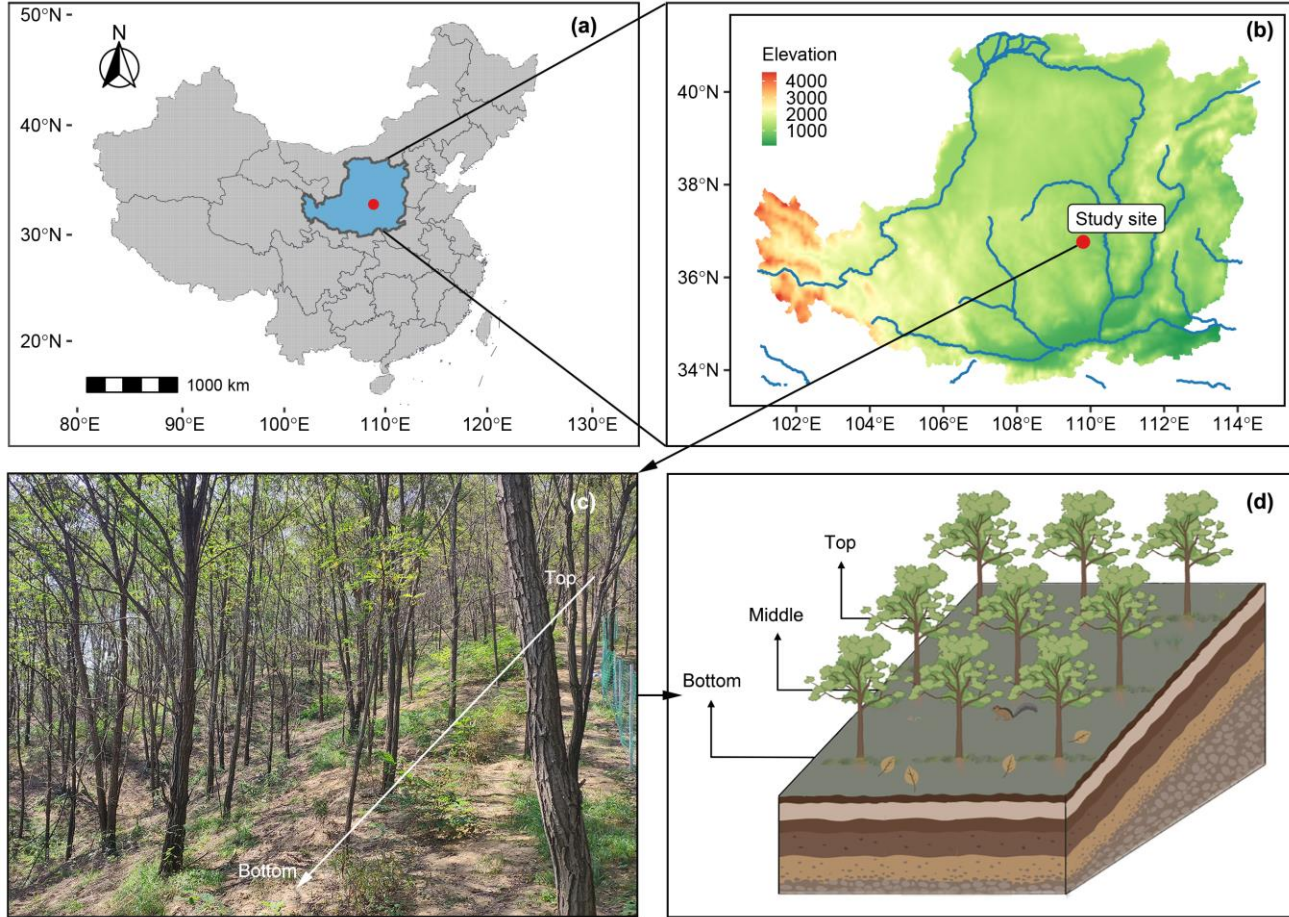 (a)
N
50°N
40°N
30°N
20°N
1000 km
80°E 90°E 100°E 110°E 120°E 130°E
(b)
Elevation
4000
3000
2000
1000
Study site
40°N
38°N
36°N
34°N
102°E 104°E 106°E 108°E 110°E 112°E 114°E
(c)
Top
Bottom
(d)
Top
Middle
Bottom